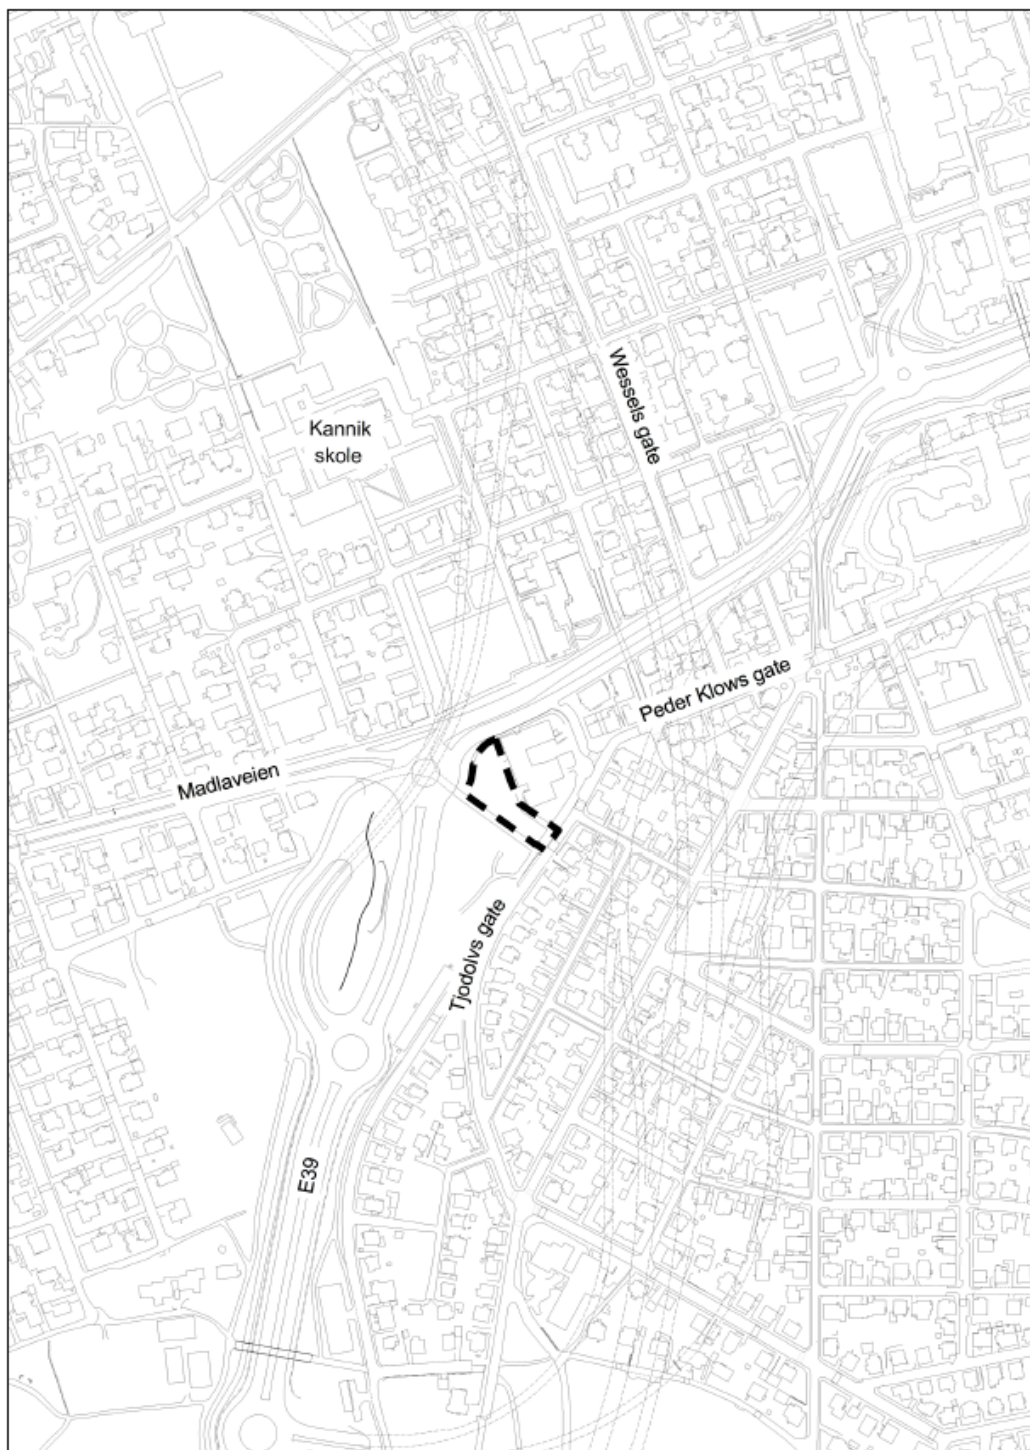 Wessels gate
Kannik
skole
Peder Klows gate
Madlaveien
Tjodolvs gate
E39